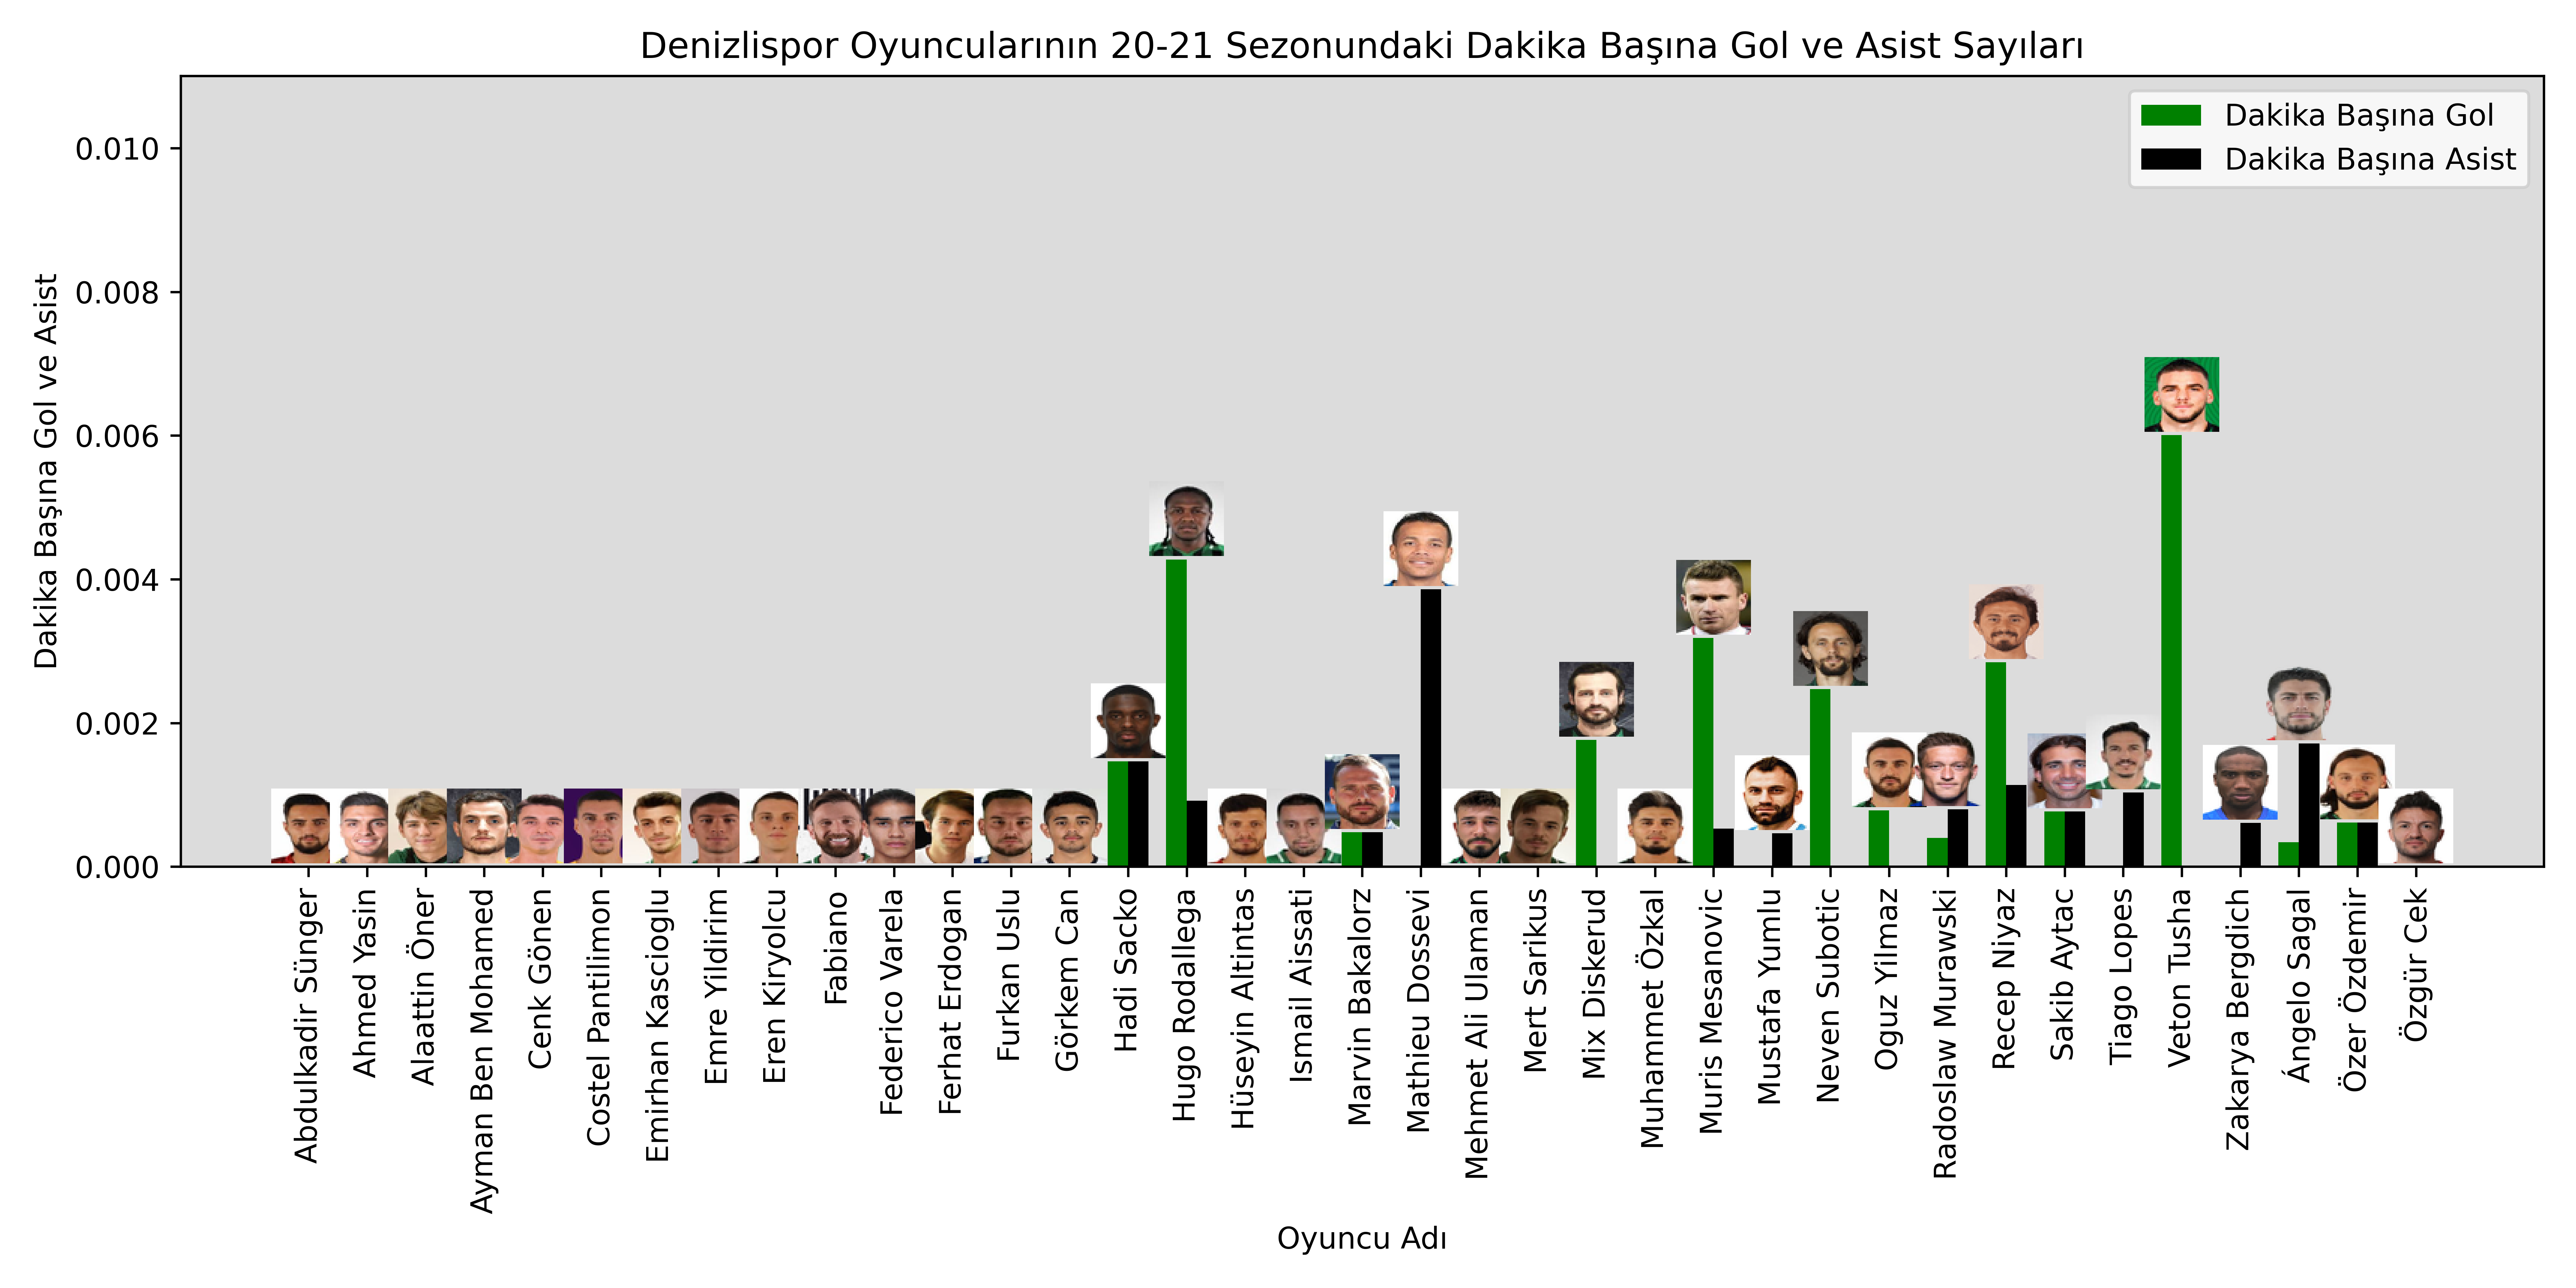 Denizlispor Oyuncularının 20-21 Sezonundaki Dakika Başına Gol ve Asist Sayıları
Dakika Başına Gol
Dakika Başına Asist
Dakika Başına Gol ve Asist
0.010
0.008
0.006
0.004
0.002
0.000
Abdulkadir Sünger
Ahmed Yasin
Alaattin Öner
Ayman Ben Mohamed
Cenk Gönen
Costel Pantilimon
Emirhan Kascioglu
Emre Yildirim
Eren Kiryolcu
Fabiano
Federico Varela
Ferhat Erdogan
Furkan Uslu
Görkem Can
Hadi Sacko
Hugo Rodallega
Hüseyin Altintas
Ismail Aissati
Marvin Bakalorz
Mathieu Dossevi
Mehmet Ali Ulaman
Mert Sarikus
Mix Diskerud
Muhammet Özkal
Muris Mesanovic
Mustafa Yumlu
Neven Subotic
Oguz Yilmaz
Radoslaw Murawski
Recep Niyaz
Sakib Aytac
Tiago Lopes
Veton Tusha
Zakarya Bergdich
Ángelo Sagal
Özer Özdemir
Özgür Cek
Oyuncu Adı